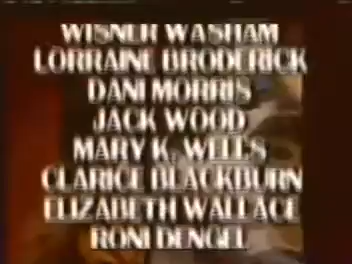 WISNER WASHAM
LORRAINE BRODERICK
DANI MORRIS
JACK WOOD
MARY K. WELLS
CLARICE BLACKBURN
ELIZABETH WALLACE
RONI DENGEL